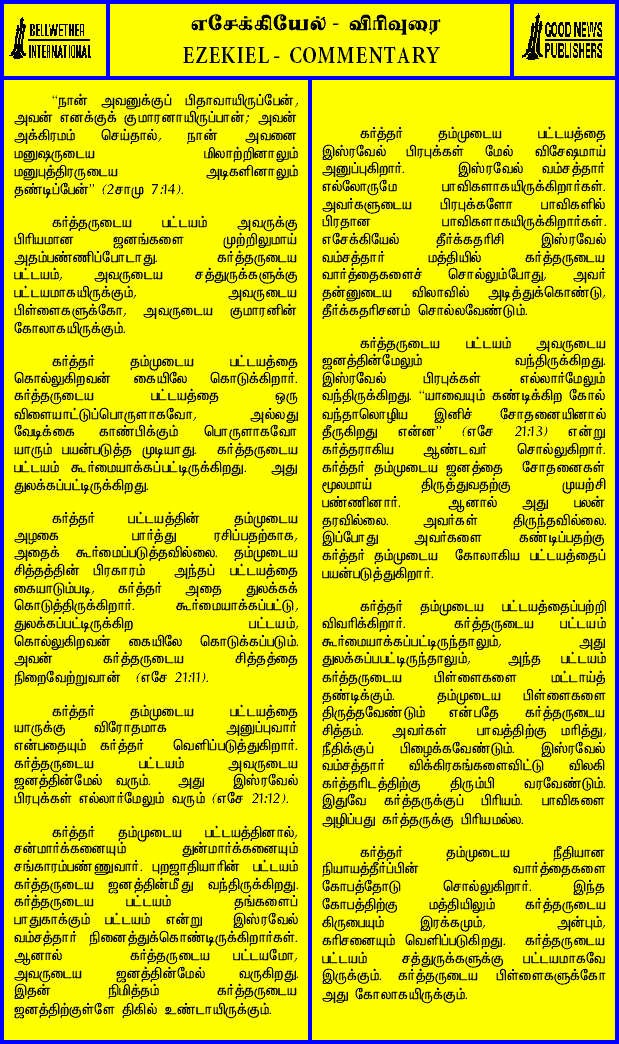 BELLWETHER
INTERNATIONAL
எசேக்கியேல் - விரிவுரை
EZEKIEL - COMMENTARY
GOOD NEWS
PUBLISHERS
“நான் அவனுக்குப் பிதாவாயிருப்பேன்,
அவன் எனக்குக் குமாரனாயிருப்பான்; அவன்
அக்கிரமம் செய்தால், நான் அவனை
மனுஷருடைய மிலாற்றினாலும்
மனுபுத்திரருடைய அடிகளினாலும்
தண்டிப்பேன்” (2சாமு 7:14).
கர்த்தருடைய பட்டயம் அவருக்கு
பிரியமான ஜனங்களை முற்றிலுமாய்
அதம்பண்ணிப்போடாது. கர்த்தருடைய
பட்டயம், அவருடைய சத்துருக்களுக்கு
பட்டயமாகயிருக்கும், அவருடைய
பிள்ளைகளுக்கோ, அவருடைய குமாரனின்
கோலாகயிருக்கும்.
கர்த்தர் தம்முடைய பட்டயத்தை
கொல்லுகிறவன் கையிலே கொடுக்கிறார்.
கர்த்தருடைய பட்டயத்தை ஒரு
விளையாட்டுப்பொருளாகவோ, அல்லது
வேடிக்கை காண்பிக்கும் பொருளாகவோ
யாரும் பயன்படுத்த முடியாது. கர்த்தருடைய
பட்டயம் கூர்மையாக்கப்பட்டிருக்கிறது. அது
துலக்கப்பட்டிருக்கிறது.
கர்த்தர் பட்டயத்தின் தம்முடைய
அழகை பார்த்து ரசிப்பதற்காக,
அதைக் கூர்மைப்படுத்தவில்லை. தம்முடைய
சித்தத்தின் பிரகாரம் அந்தப் பட்டயத்தை
கையாடும்படி, கர்த்தர் அதை துலக்கக்
கொடுத்திருக்கிறார். கூர்மையாக்கப்பட்டு,
துலக்கப்பட்டிருக்கிற பட்டயம்,
கொல்லுகிறவன் கையிலே கொடுக்கப்படும்.
அவன் கர்த்தருடைய சித்தத்தை
நிறைவேற்றுவான் (எசே 21:11).
கர்த்தர் தம்முடைய பட்டயத்தை
யாருக்கு விரோதமாக அனுப்புவார்
என்பதையும் கர்த்தர் வெளிப்படுத்துகிறார்.
கர்த்தருடைய பட்டயம் அவருடைய
ஜனத்தின்மேல் வரும். அது இஸ்ரவேல்
பிரபுக்கள் எல்லார்மேலும் வரும் (எசே 21:12).
கர்த்தர் தம்முடைய பட்டயத்தினால்,
சன்மார்க்கனையும் துன்மார்க்கனையும்
சங்காரம்பண்ணுவார். புறஜாதியாரின் பட்டயம்
கர்த்தருடைய ஜனத்தின்மீது வந்திருக்கிறது.
கர்த்தருடைய பட்டயம் தங்களைப்
பாதுகாக்கும் பட்டயம் என்று இஸ்ரவேல்
வம்சத்தார் நினைத்துக்கொண்டிருக்கிறார்கள்.
ஆனால் கர்த்தருடைய பட்டயமோ,
அவருடைய ஜனத்தின்மேல் வருகிறது.
இதன் நிமித்தம் கர்த்தருடைய
ஜனத்திற்குள்ளே திகில் உண்டாயிருக்கும்.
கர்த்தர் தம்முடைய பட்டயத்தை
இஸ்ரவேல் பிரபுக்கள் மேல் விசேஷமாய்
அனுப்புகிறார். இஸ்ரவேல் வம்சத்தார்
எல்லோருமே பாவிகளாகயிருக்கிறார்கள்.
அவர்களுடைய பிரபுக்களோ பாவிகளில்
பிரதான பாவிகளாகயிருக்கிறார்கள்.
எசேக்கியேல் தீர்க்கதரிசி இஸ்ரவேல்
வம்சத்தார் மத்தியில் கர்த்தருடைய
வார்த்தைகளைச் சொல்லும்போது, அவர்
தன்னுடைய விலாவில் அடித்துக்கொண்டு,
தீர்க்கதரிசனம் சொல்லவேண்டும்.
கர்த்தருடைய பட்டயம் அவருடைய
ஜனத்தின்மேலும் வந்திருக்கிறது.
இஸ்ரவேல் பிரபுக்கள் எல்லார்மேலும்
வந்திருக்கிறது. “யாவையும் கண்டிக்கிற கோல்
வந்தாலொழிய இனிச் சோதனையினால்
தீருகிறது என்ன” (எசே 21:13) என்று
கர்த்தராகிய ஆண்டவர் சொல்லுகிறார்.
கர்த்தர் தம்முடைய ஜனத்தை சோதனைகள்
மூலமாய் திருத்துவதற்கு முயற்சி
பண்ணினார். ஆனால் அது பலன்
தரவில்லை. அவர்கள் திருந்தவில்லை.
இப்போது அவர்களை கண்டிப்பதற்கு
கர்த்தர் தம்முடைய கோலாகிய பட்டயத்தைப்
பயன்படுத்துகிறார்.
கர்த்தர் தம்முடைய பட்டயத்தைப்பற்றி
விவரிக்கிறார். கர்த்தருடைய பட்டயம்
கூர்மையாக்கப்பட்டிருந்தாலும், அது
துலக்கப்பபட்டிருந்தாலும், அந்த பட்டயம்
கர்த்தருடைய பிள்ளைகளை மட்டாய்த்
தண்டிக்கும். தம்முடைய பிள்ளைகளை
திருத்தவேண்டும் என்பதே கர்த்தருடைய
சித்தம். அவர்கள் பாவத்திற்கு மரித்து,
நீதிக்குப் பிழைக்கவேண்டும். இஸ்ரவேல்
வம்சத்தார் விக்கிரகங்களைவிட்டு விலகி
கர்த்தரிடத்திற்கு திரும்பி வரவேண்டும்.
இதுவே கர்த்தருக்குப் பிரியம். பாவிகளை
அழிப்பது கர்த்தருக்கு பிரியமல்ல.
கர்த்தர் தம்முடைய நீதியான
நியாயத்தீர்ப்பின் வார்த்தைகளை
கோபத்தோடு சொல்லுகிறார். இந்த
கோபத்திற்கு மத்தியிலும் கர்த்தருடைய
கிருபையும் இரக்கமும், அன்பும்,
கரிசனையும் வெளிப்படுகிறது. கர்த்தருடைய
பட்டயம் சத்துருக்களுக்கு பட்டயமாகவே
இருக்கும். கர்த்தருடைய பிள்ளைகளுக்கோ
அது கோலாகயிருக்கும்.